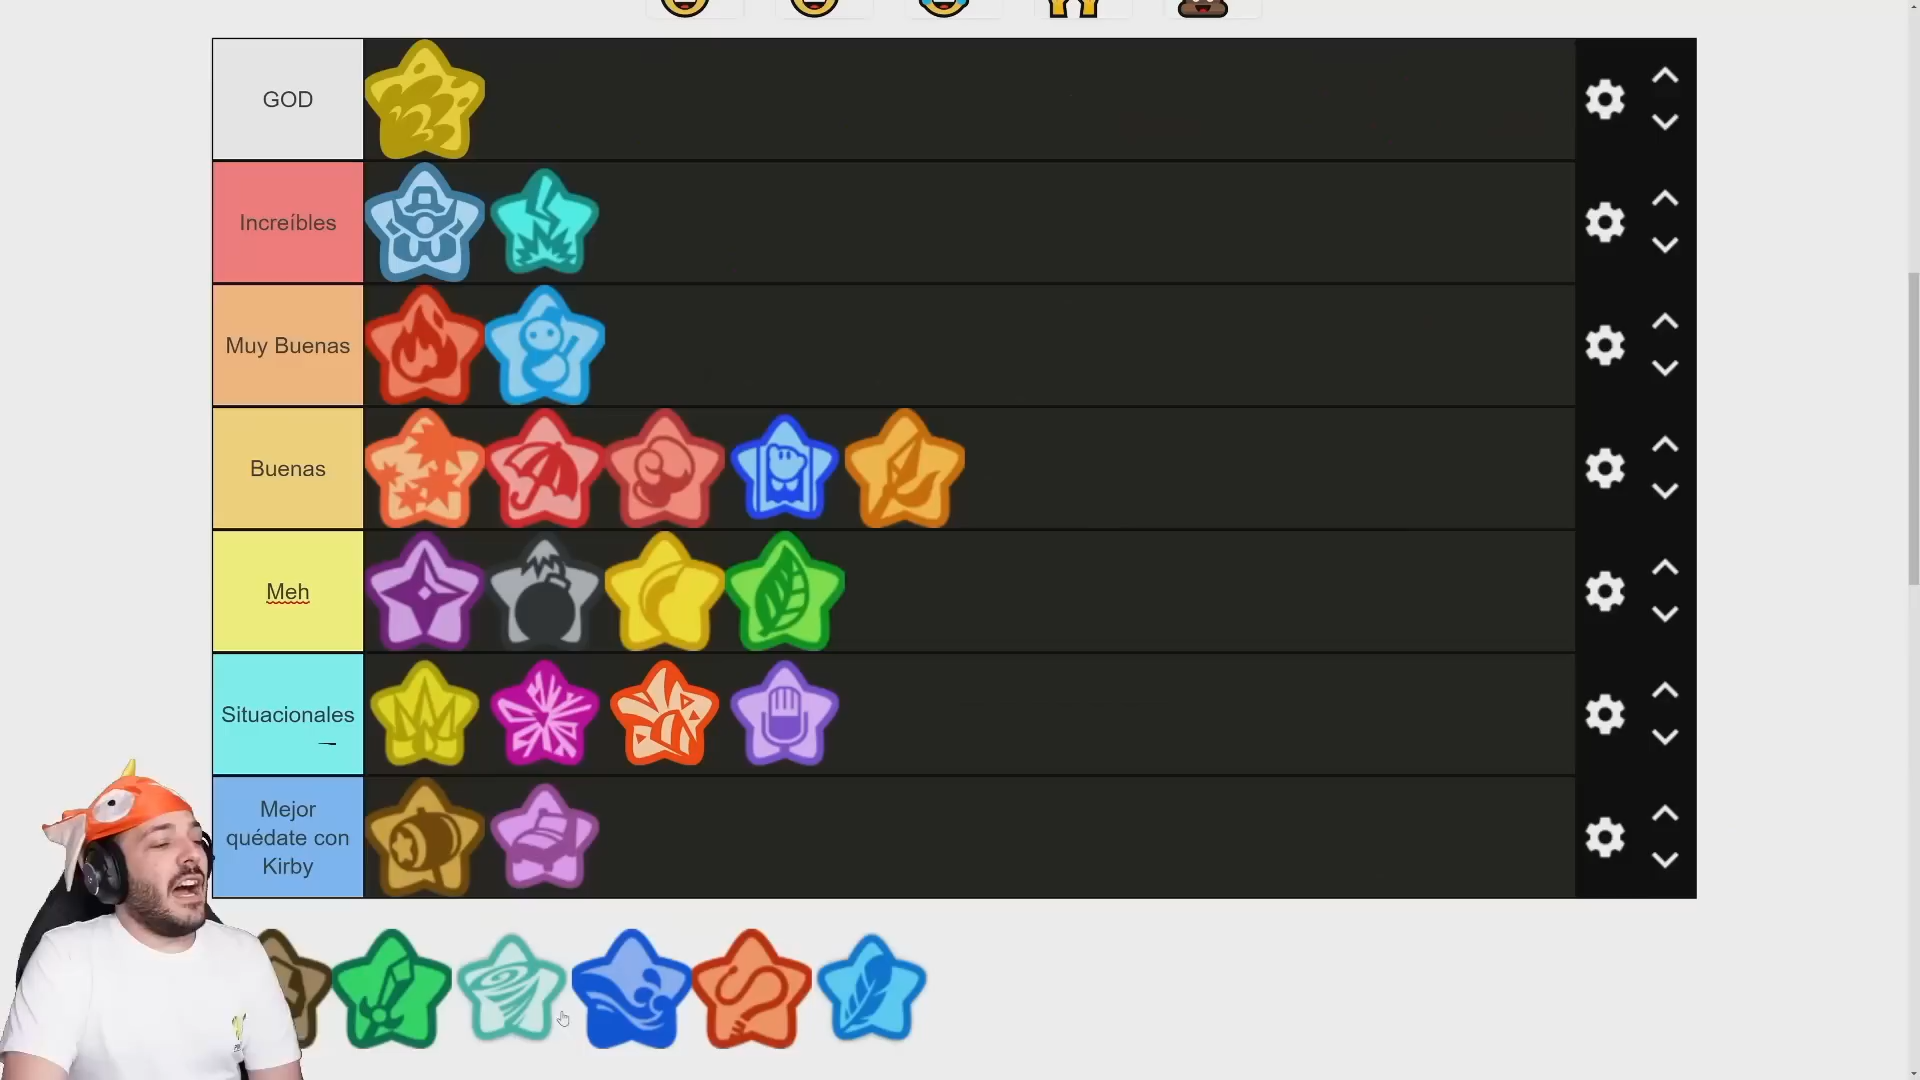 GOD
Increíbles
Muy Buenas
Buenas
Meh
Situacionales
Mejor
quédate con
Kirby